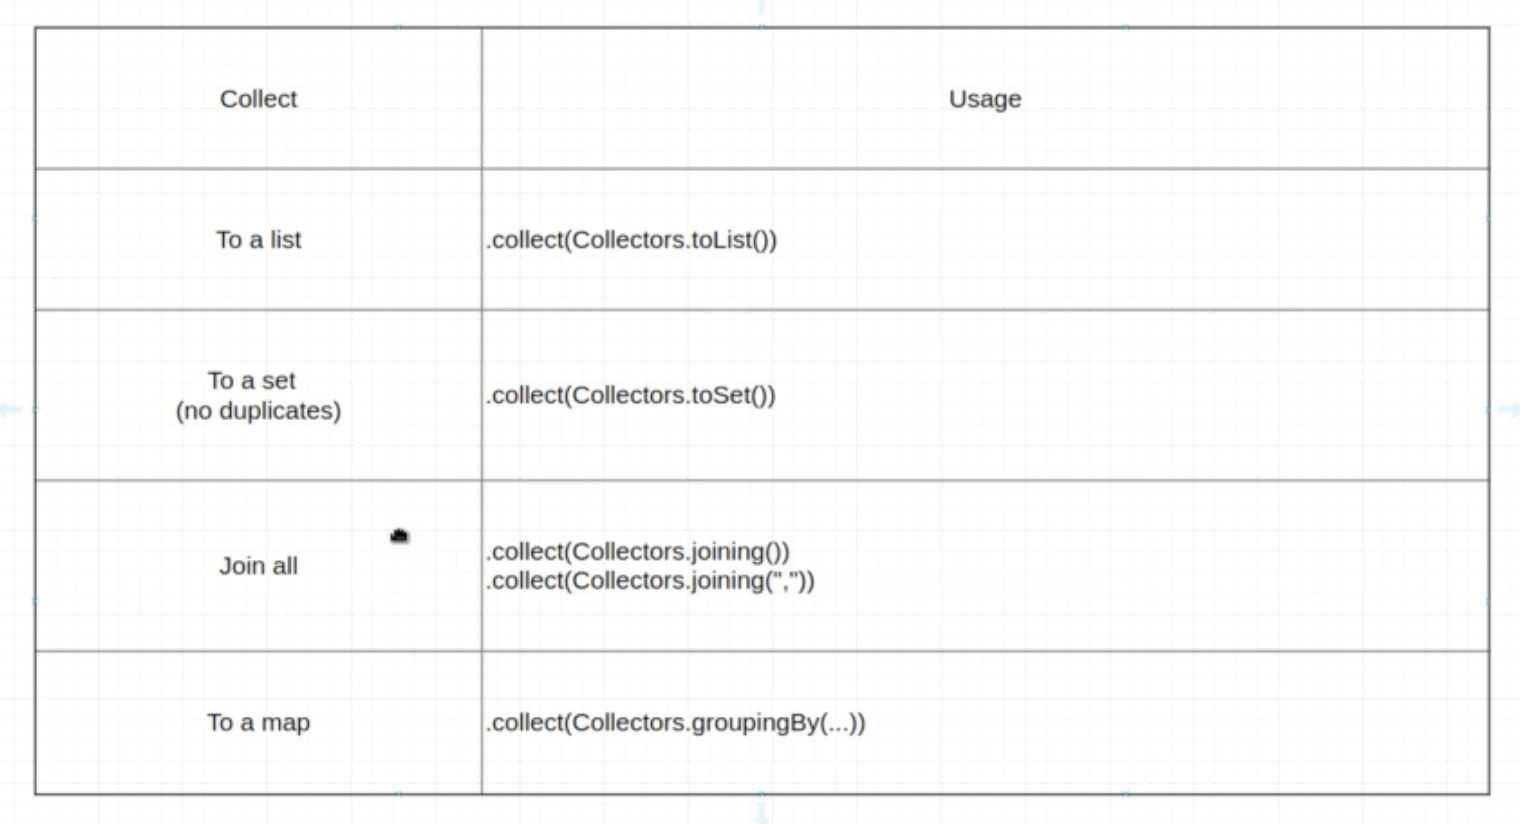 Collect
Usage
To a list
.collect(Collectors.toList())
To a set
(no duplicates)
.collect(Collectors.toSet())
Join all
.collect(Collectors.joining())
.collect(Collectors.joining(","))
To a map
.collect(Collectors.groupingBy(...))